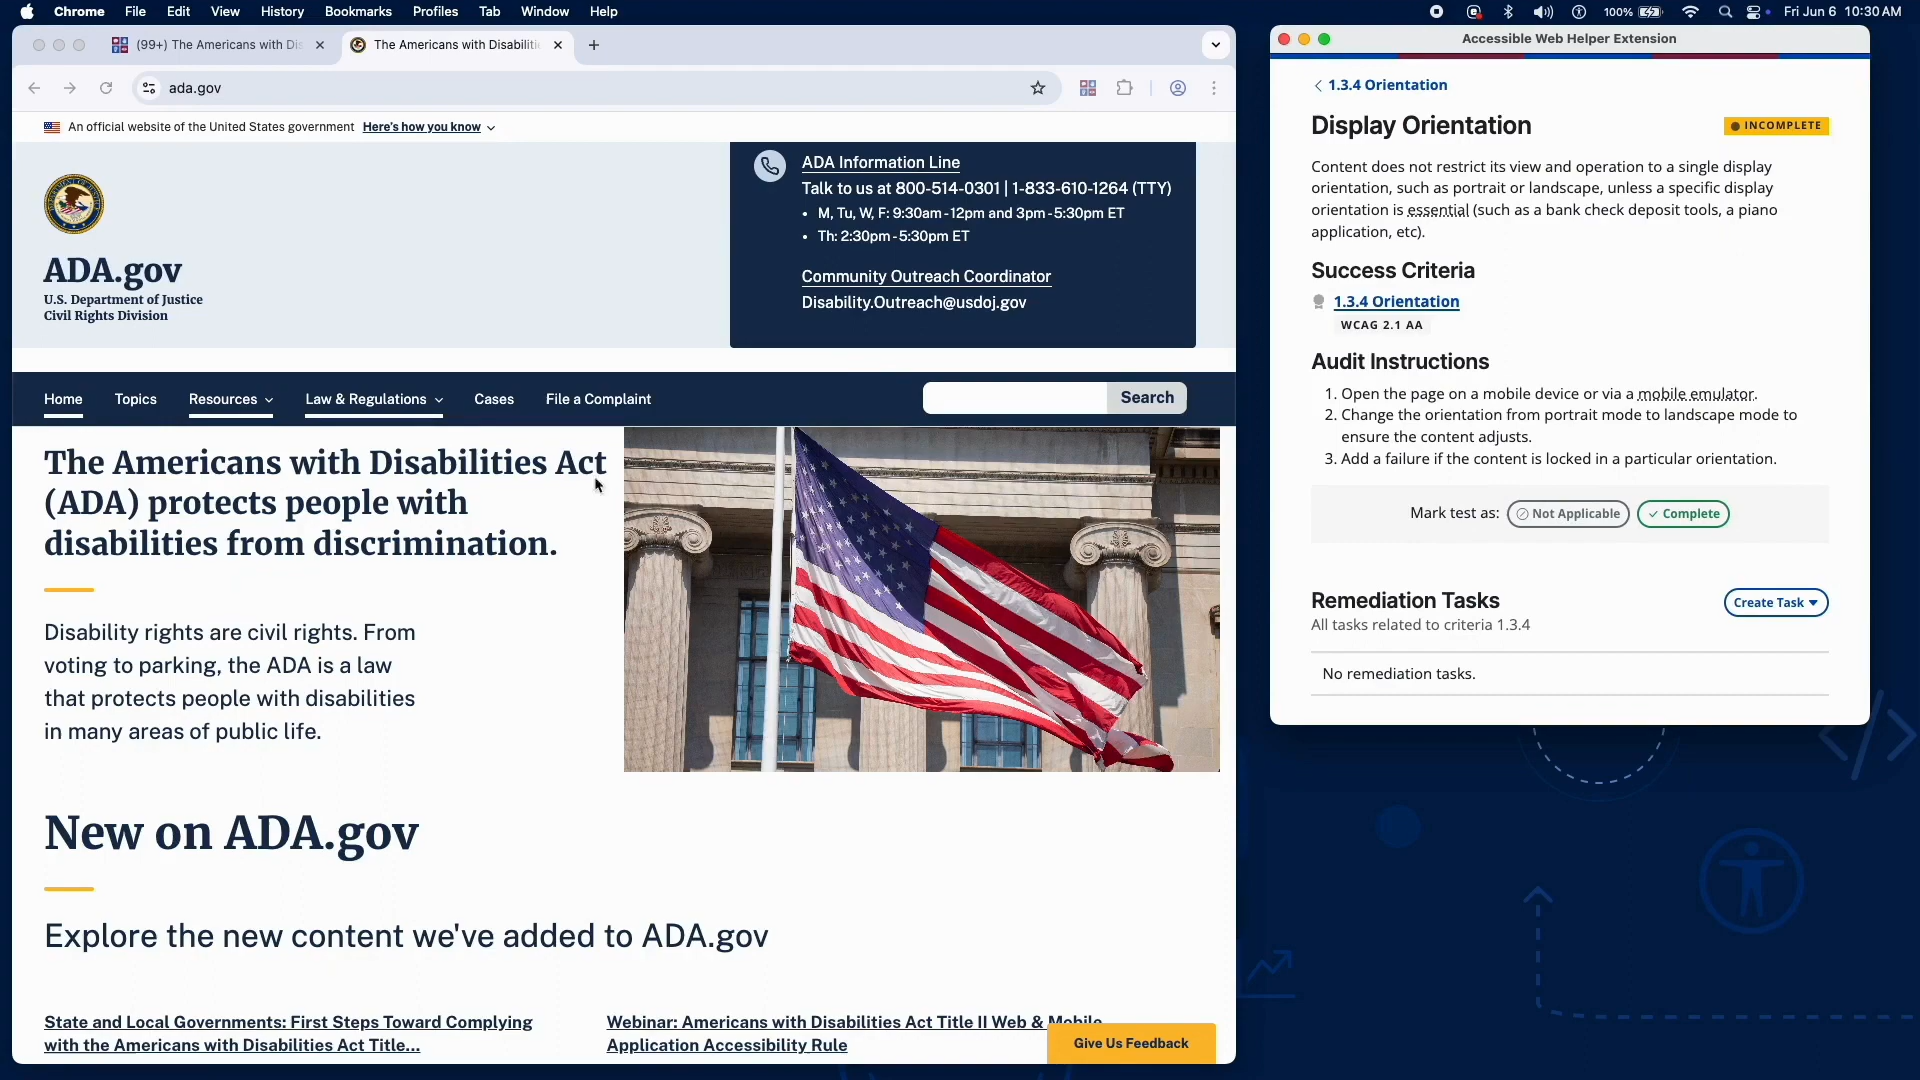 Chrome File Edit View History Bookmarks Profiles Tab Window Help
100% Fri Jun 6 10:30 AM
(99+) The Americans with Dis
The Americans with Disabilitie
ada.gov
An official website of the United States government Here's how you know
ADA.gov
U.S. Department of Justice
Civil Rights Division
ADA Information Line
Talk to us at 800-514-0301 | 1-833-610-1264 (TTY)
• M, Tu, W, F: 9:30am - 12pm and 3pm - 5:30pm ET
• Th: 2:30pm - 5:30pm ET
Community Outreach Coordinator
Disability.Outreach@usdoj.gov
Home Topics Resources Law & Regulations Cases File a Complaint Search
The Americans with Disabilities Act
(ADA) protects people with
disabilities from discrimination.
Disability rights are civil rights. From
voting to parking, the ADA is a law
that protects people with disabilities
in many areas of public life.
New on ADA.gov
Explore the new content we've added to ADA.gov
State and Local Governments: First Steps Toward Complying
with the Americans with Disabilities Act Title...
Webinar: Americans with Disabilities Act Title II Web & Mobile
Application Accessibility Rule
Give Us Feedback
Accessible Web Helper Extension
1.3.4 Orientation
Display Orientation
INCOMPLETE
Content does not restrict its view and operation to a single display
orientation, such as portrait or landscape, unless a specific display
orientation is essential (such as a bank check deposit tools, a piano
application, etc).
Success Criteria
1.3.4 Orientation
WCAG 2.1 AA
Audit Instructions
1. Open the page on a mobile device or via a mobile emulator.
2. Change the orientation from portrait mode to landscape mode to
ensure the content adjusts.
3. Add a failure if the content is locked in a particular orientation.
Mark test as: Not Applicable Complete
Remediation Tasks
Create Task
All tasks related to criteria 1.3.4
No remediation tasks.